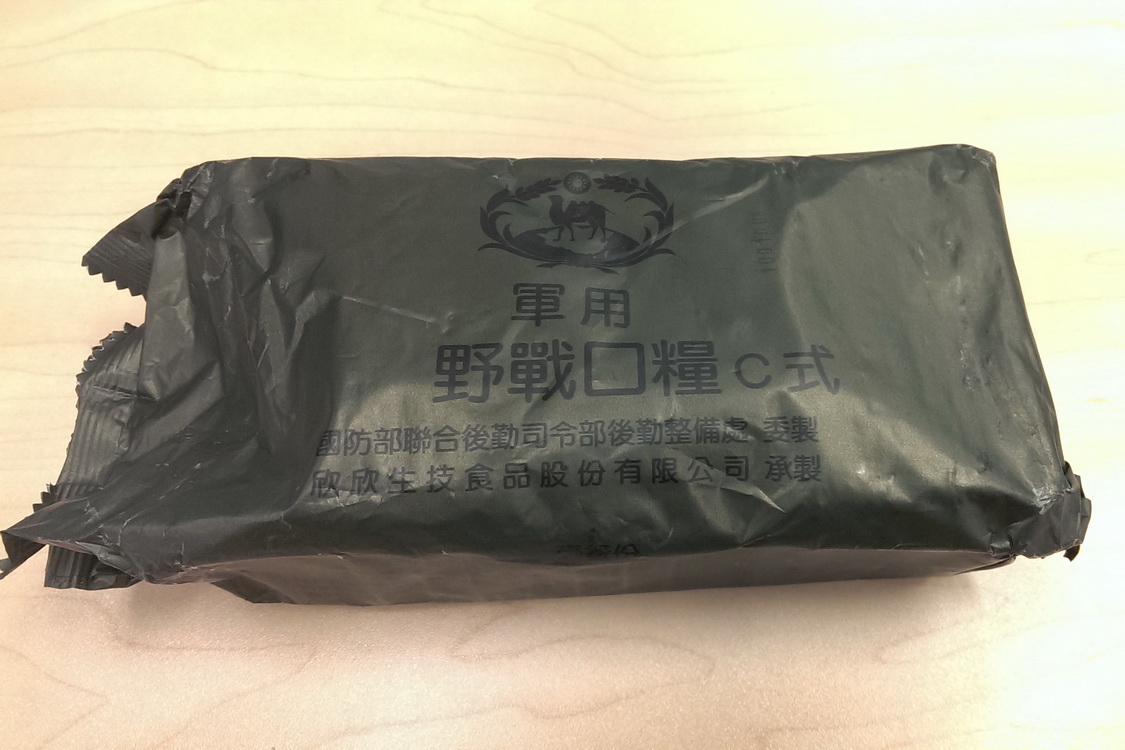 軍用
野戰口糧C式
國防部聯合後勤司令部後勤整備處 委製
欣欣生技食品股份有限公司 承製